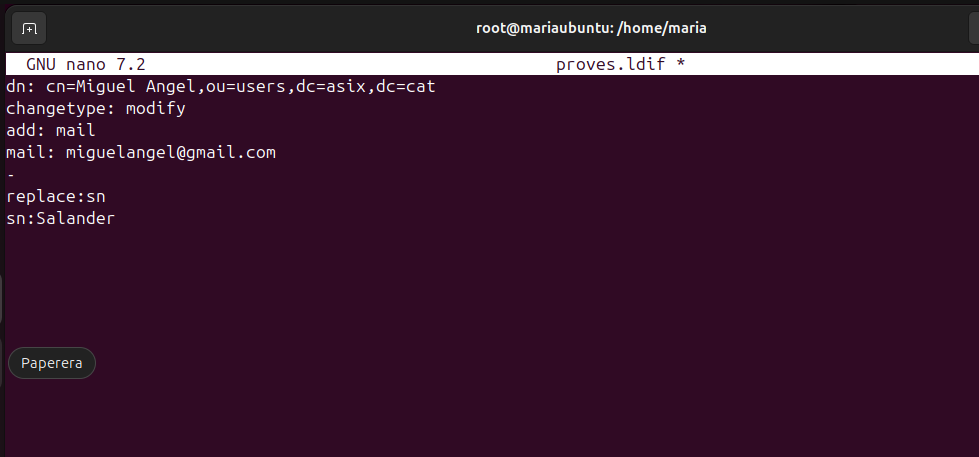 root@mariaubuntu: /home/maria
GNU nano 7.2 proves.ldif *
dn: cn=Miguel Angel,ou=users,dc=asix,dc=cat
changetype: modify
add: mail
mail: miguelangel@gmail.com
-
replace:sn
sn:Salander
Paperera